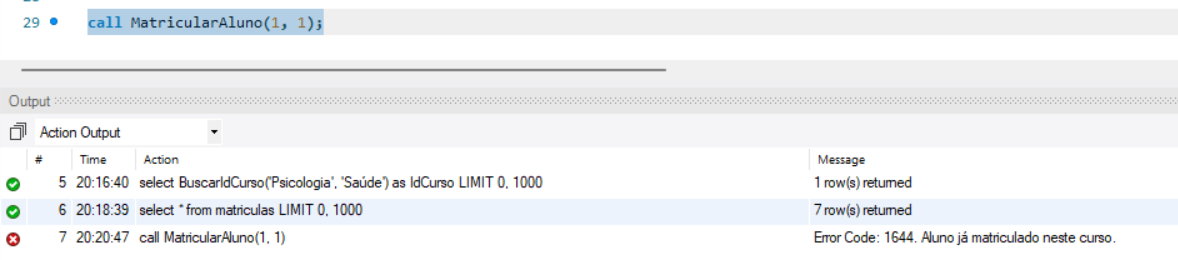 29 call MatricularAluno(1, 1);
Output
Action Output
# Time Action Message
5 20:16:40 select BuscarIdCurso('Psicologia', 'Saúde') as IdCurso LIMIT 0, 1000 1 row(s) returned
6 20:18:39 select * from matriculas LIMIT 0, 1000 7 row(s) returned
7 20:20:47 call MatricularAluno(1, 1) Error Code: 1644. Aluno já matriculado neste curso.